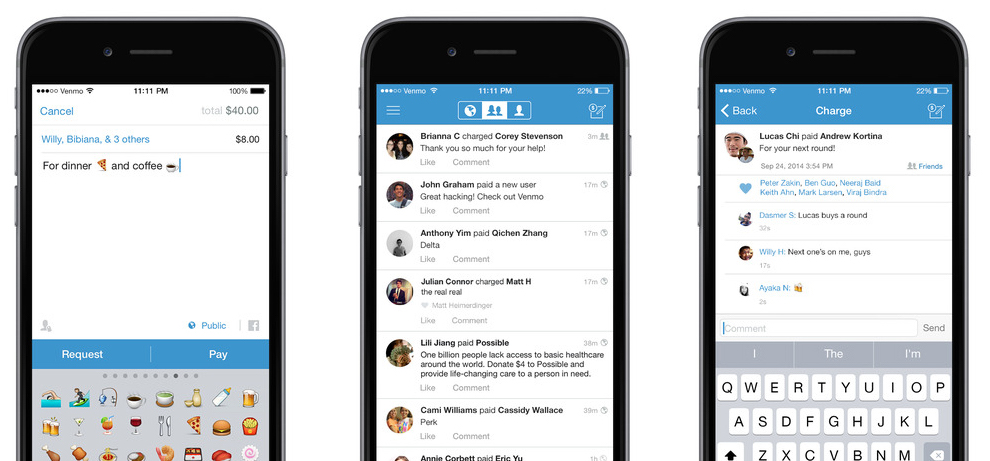 Venmo 11:11 PM 100%
Cancel total $40.00
Willy, Bibiana, & 3 others $8.00
For dinner 🍕 and coffee ☕
Public
Request Pay
Venmo 11:11 PM 22%
Brianna C charged Corey Stevenson 3m
Thank you so much for your help!
Like Comment
John Graham paid a new user 17m
Great hacking! Check out Venmo
Like Comment
Anthony Yim paid Qichen Zhang 17m
Delta
Like Comment
Julian Connor charged Matt H 17m
the real real
Matt Heimerdinger
Like Comment
Lili Jiang paid Possible 38m
One billion people lack access to basic healthcare
around the world. Donate $4 to Possible and
provide life-changing care to a person in need.
Like Comment
Cami Williams paid Cassidy Wallace 39m
Perk
Like Comment
Annie Corbett paid Eric Yu 1h
Venmo 11:11 PM 22%
Back Charge
Lucas Chi paid Andrew Kortina
For your next round!
Sep 24, 2014 3:54 PM Friends
Peter Zakin, Ben Guo, Neeraj Baid
Keith Ahn, Mark Larsen, Viraj Bindra
Dasmer S: Lucas buys a round
32s
Willy H: Next one's on me, guys
17s
Ayaka N: 🍻
2s
Comment Send
I The I'm
Q W E R T Y U I O P
A S D F G H J K L
Z X C V B N M